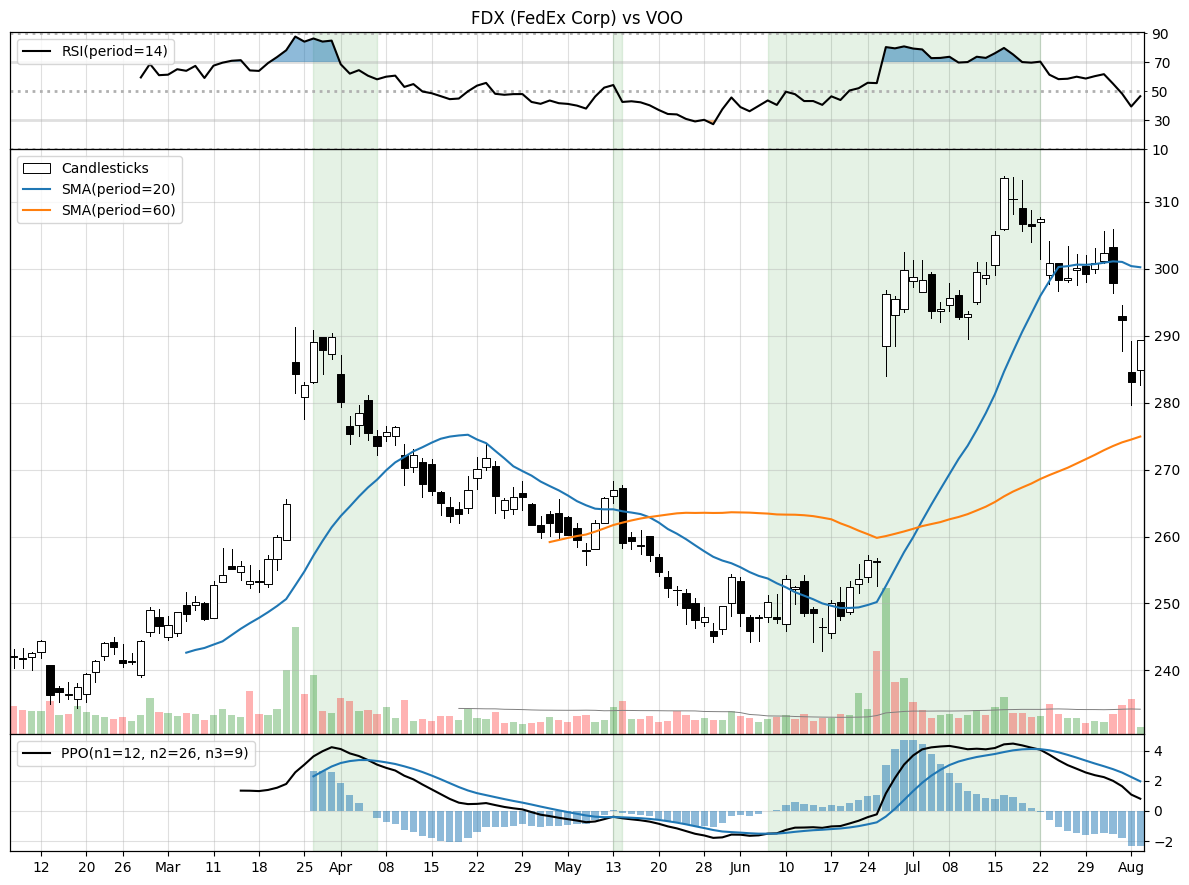 FDX (FedEx Corp) vs VOO
RSI(period=14)
90
70
50
30
10
Candlesticks
SMA(period=20)
SMA(period=60)
310
300
290
280
270
260
250
240
PPO(n1=12, n2=26, n3=9)
4
2
0
−2
12 20 26 Mar 11 18 25 Apr 08 15 22 29 May 13 20 28 Jun 10 17 24 Jul 08 15 22 29 Aug